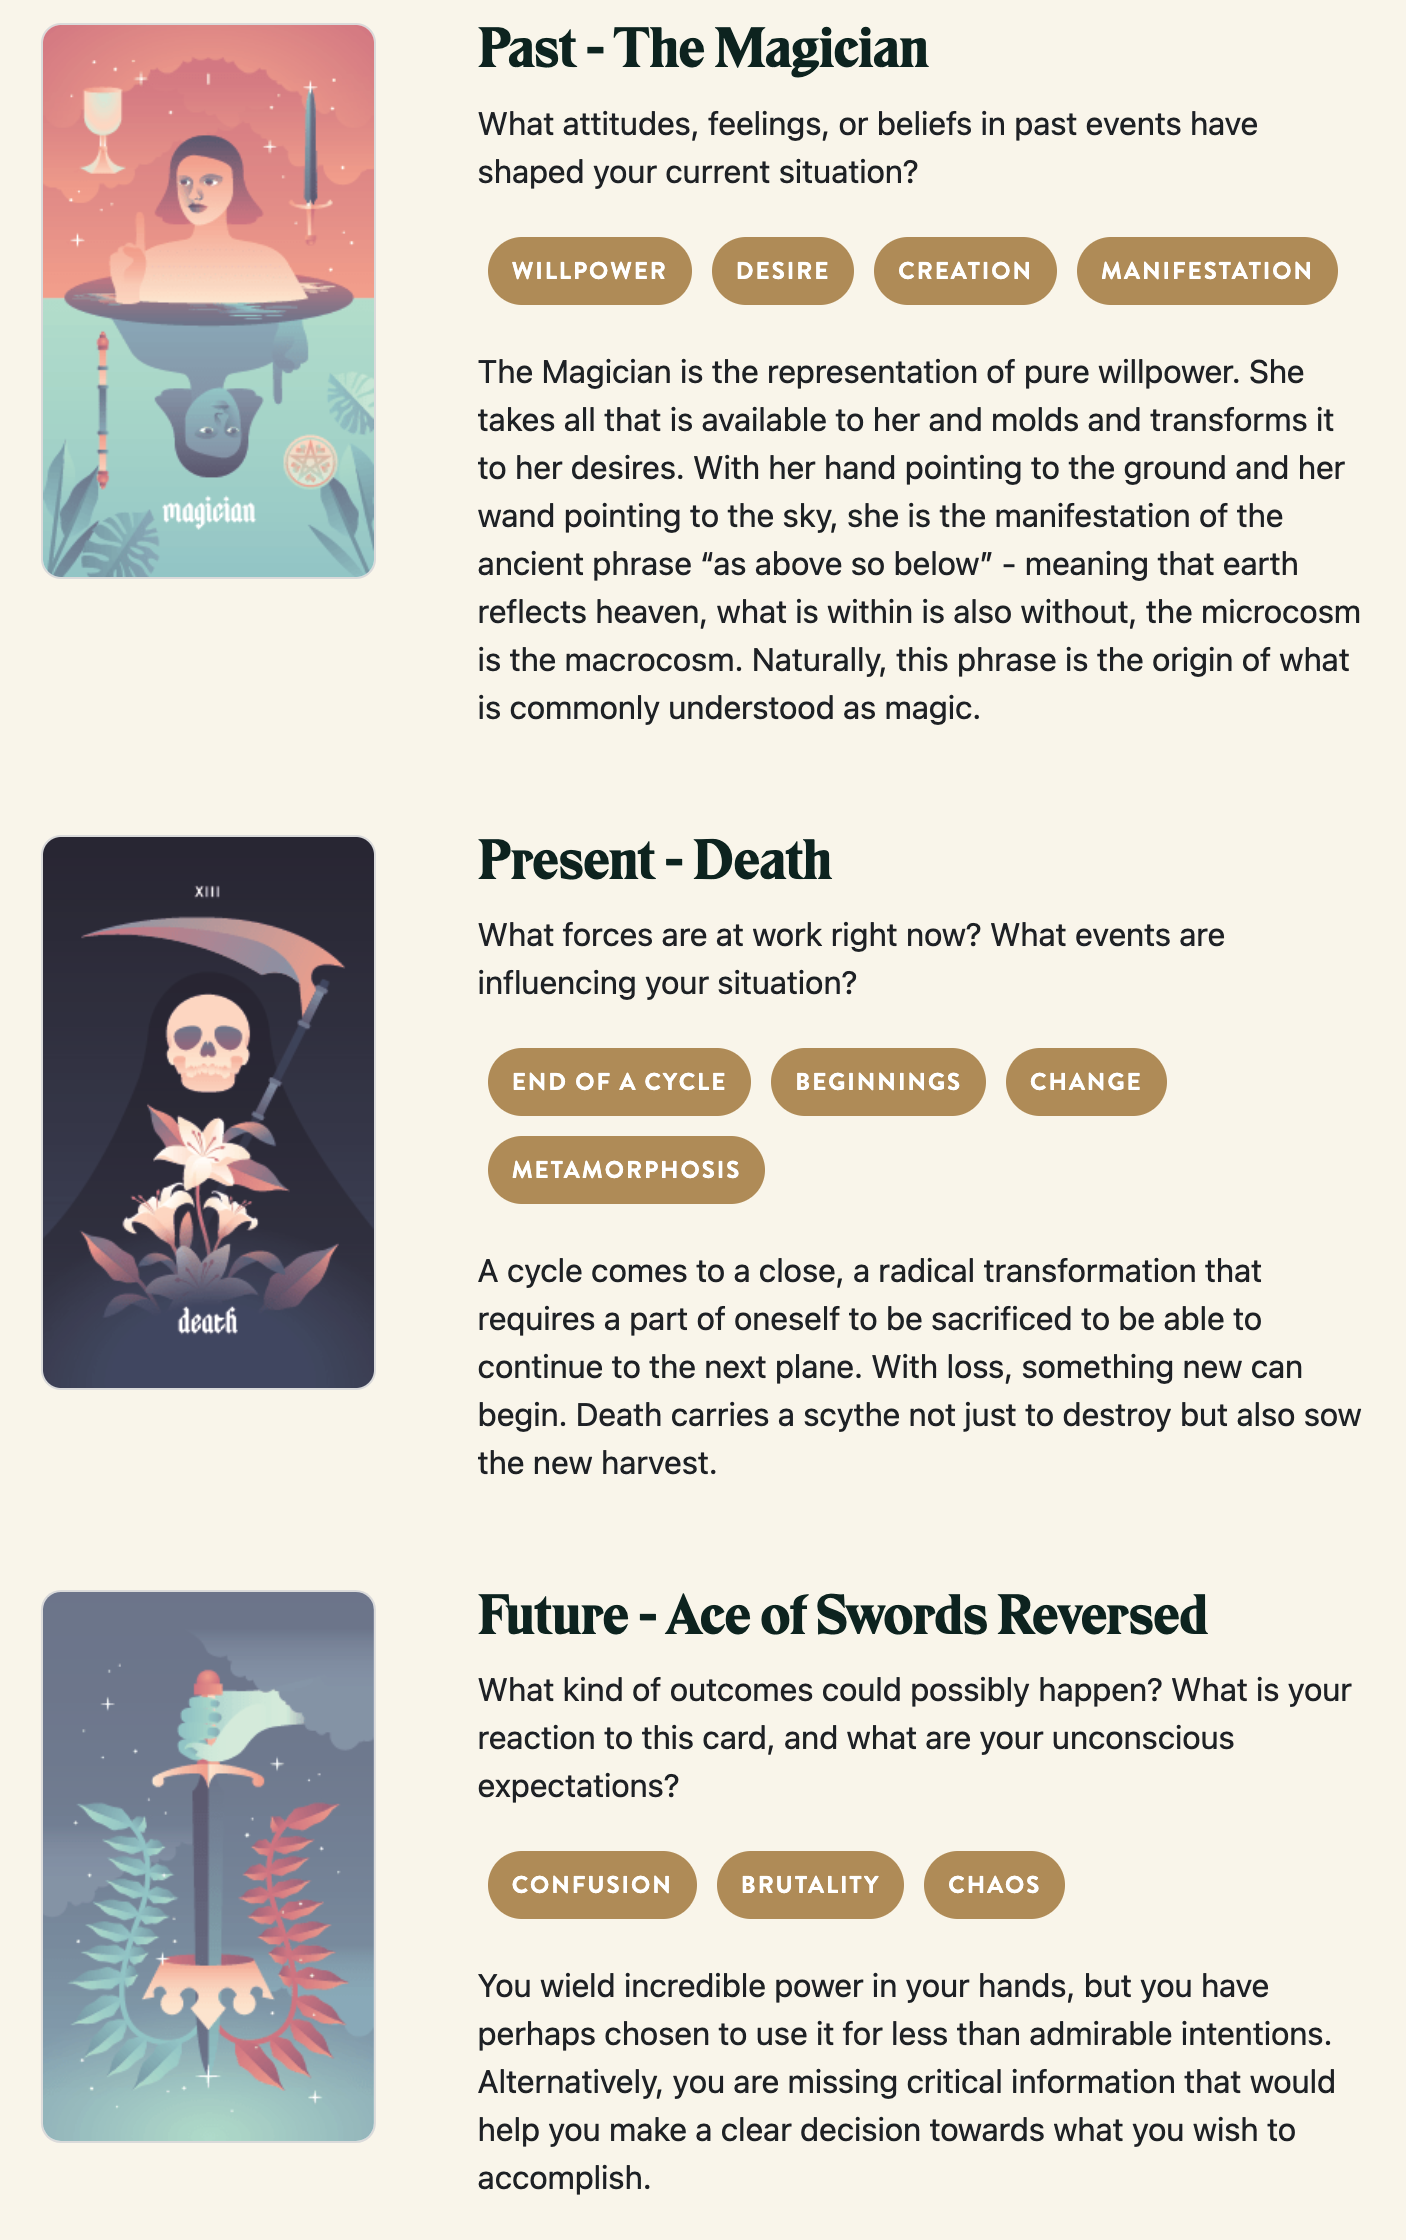 I
magician
Past - The Magician
What attitudes, feelings, or beliefs in past events have
shaped your current situation?
WILLPOWER DESIRE CREATION MANIFESTATION
The Magician is the representation of pure willpower. She
takes all that is available to her and molds and transforms it
to her desires. With her hand pointing to the ground and her
wand pointing to the sky, she is the manifestation of the
ancient phrase “as above so below” - meaning that earth
reflects heaven, what is within is also without, the microcosm
is the macrocosm. Naturally, this phrase is the origin of what
is commonly understood as magic.
XIII
death
Present - Death
What forces are at work right now? What events are
influencing your situation?
END OF A CYCLE BEGINNINGS CHANGE
METAMORPHOSIS
A cycle comes to a close, a radical transformation that
requires a part of oneself to be sacrificed to be able to
continue to the next plane. With loss, something new can
begin. Death carries a scythe not just to destroy but also sow
the new harvest.
Future - Ace of Swords Reversed
What kind of outcomes could possibly happen? What is your
reaction to this card, and what are your unconscious
expectations?
CONFUSION BRUTALITY CHAOS
You wield incredible power in your hands, but you have
perhaps chosen to use it for less than admirable intentions.
Alternatively, you are missing critical information that would
help you make a clear decision towards what you wish to
accomplish.